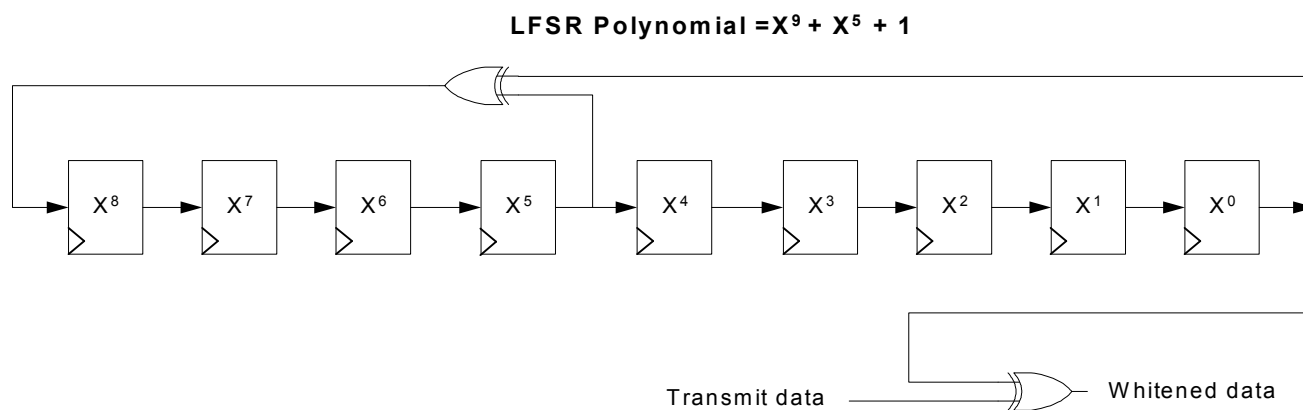 LFSR Polynomial =X⁹ + X⁵ + 1
X⁸ X⁷ X⁶ X⁵ X⁴ X³ X² X¹ X⁰
Transmit data Whitened data